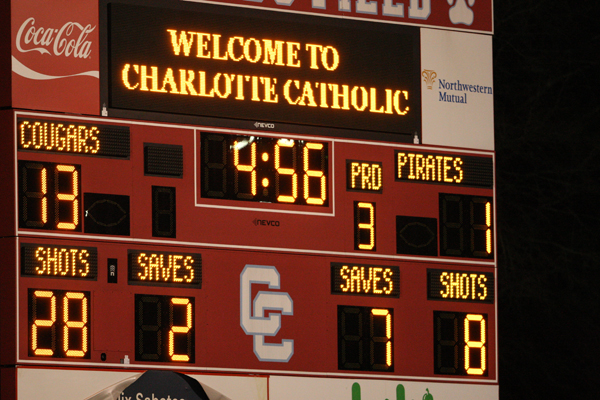 FIELD
Coca-Cola
WELCOME TO
CHARLOTTE CATHOLIC
Northwestern
Mutual
NEVCO
COUGARS
4:56
PRD
PIRATES
13
3
1
NEVCO
SHOTS
SAVES
CC
SAVES
SHOTS
28
2
7
8